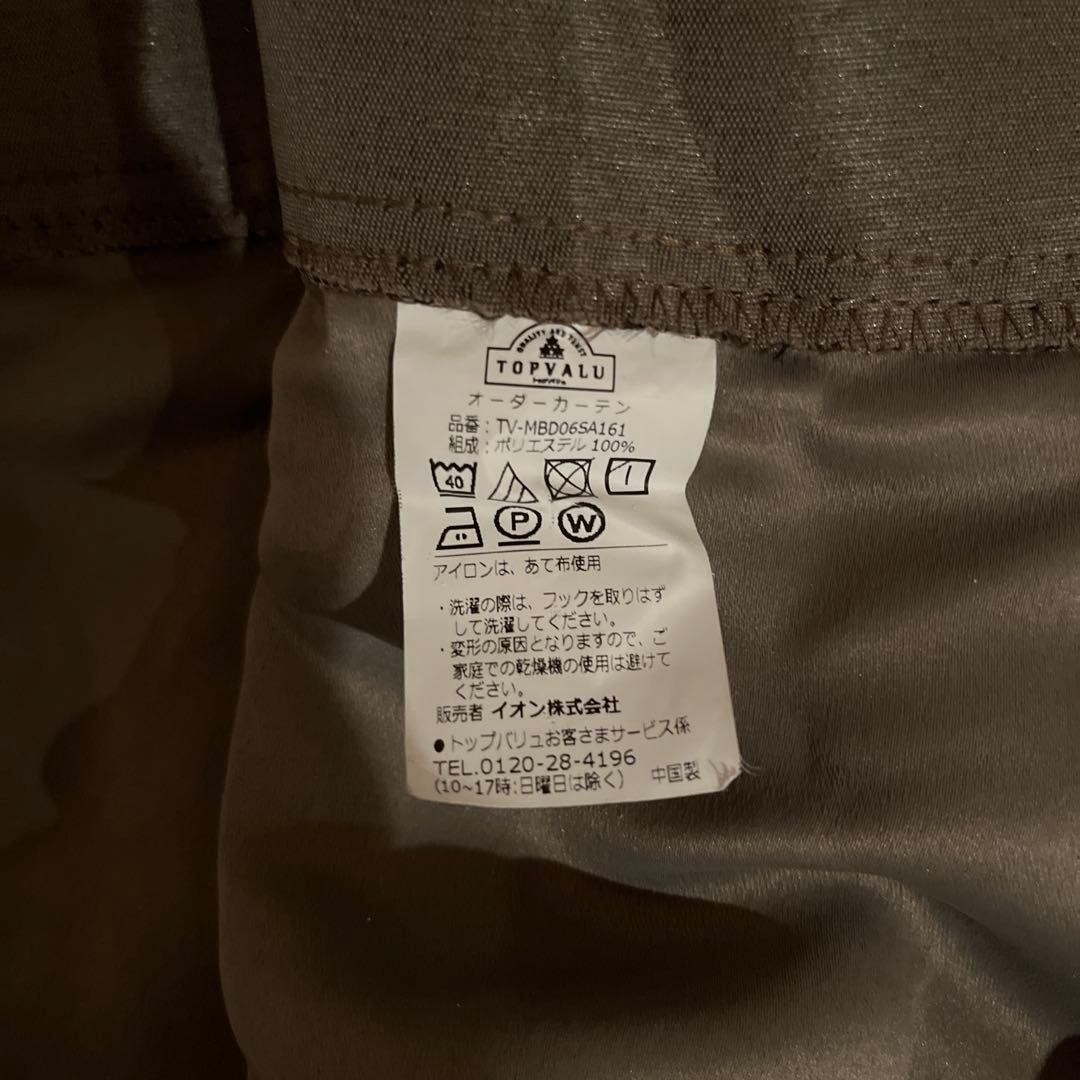 QUALITY AND TRUST
TOPVALU
トップバリュ
オーダーカーテン
品番：TV-MBD06SA161
組成：ポリエステル 100%
40
P W
アイロンは、あて布使用
・洗濯の際は、フックを取りはず
して洗濯してください。
・変形の原因となりますので、ご
家庭での乾燥機の使用は避けて
ください。
販売者 イオン株式会社
●トップバリュお客さまサービス係
TEL.0120-28-4196
(10~17時:日曜日は除く) 中国製